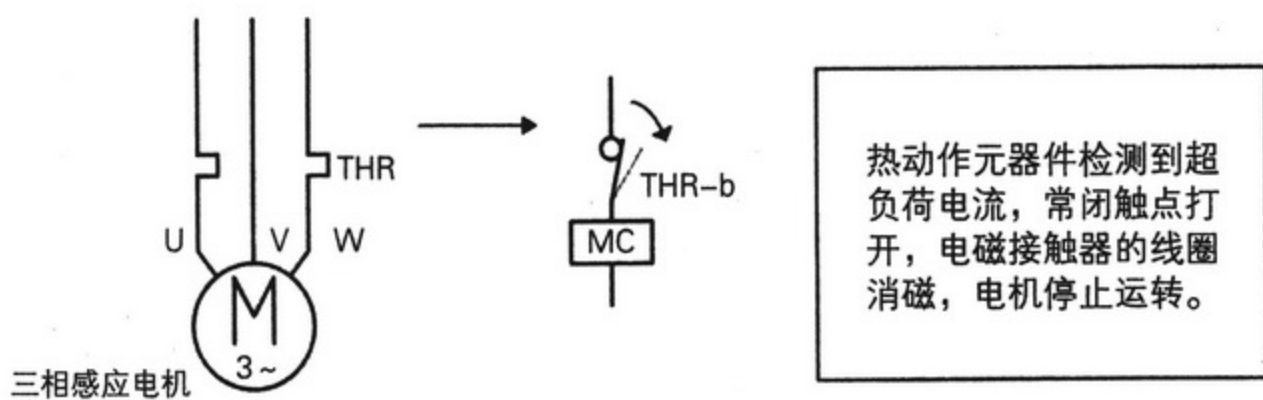 THR
U
V
W
M
3~
三相感应电机
THR-b
MC
热动作元器件检测到超
负荷电流，常闭触点打
开，电磁接触器的线圈
消磁，电机停止运转。